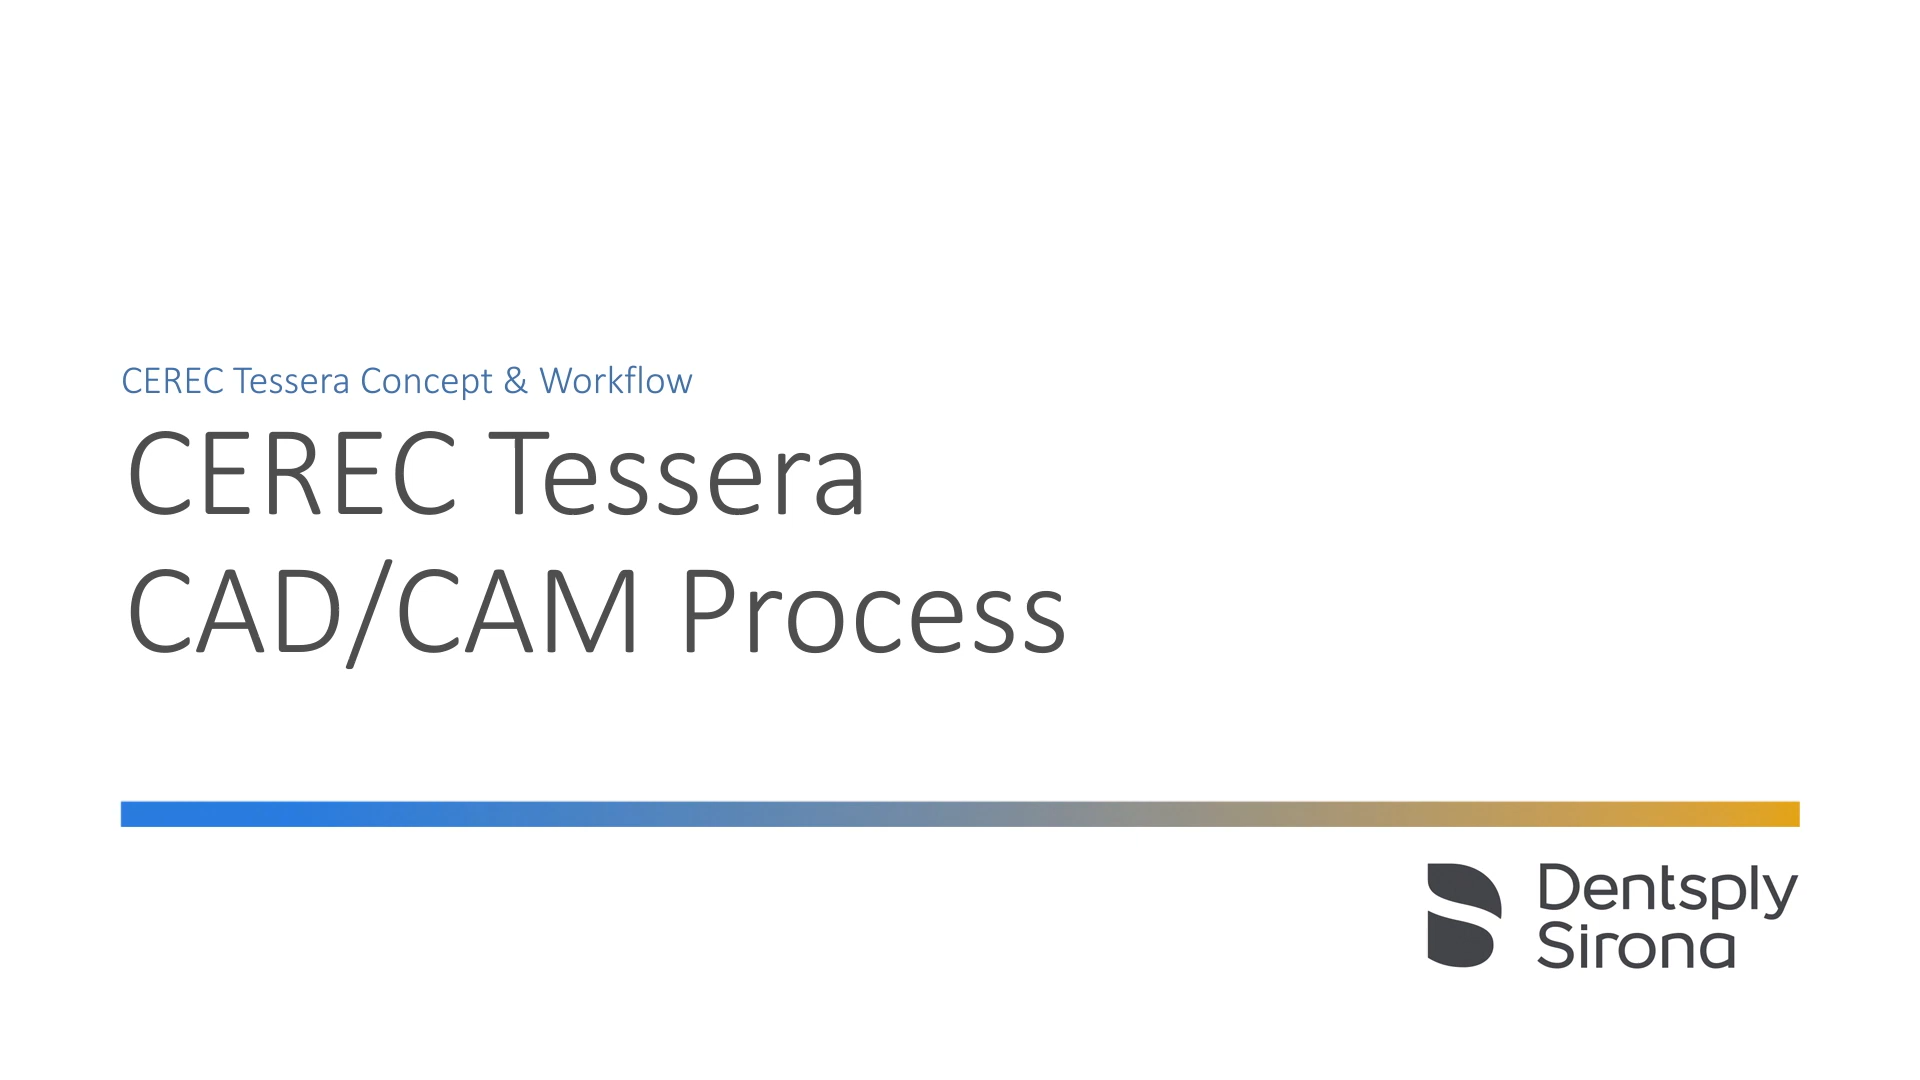 CEREC Tessera Concept & Workflow
CEREC Tessera
CAD/CAM Process
Dentsply
Sirona